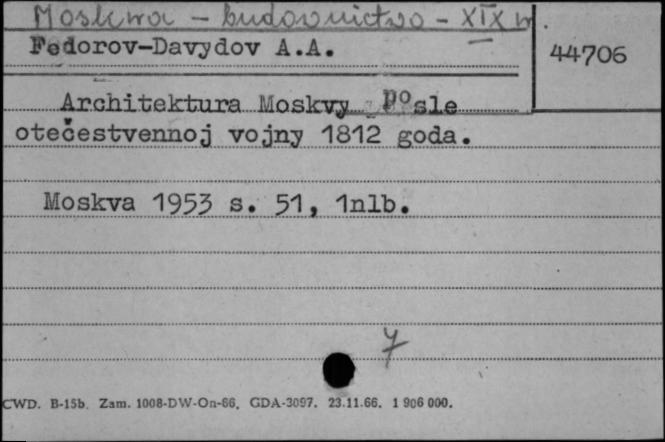 Moskwa - budownictwo - XIX w.
Fedorov-Davydov A.A.
44706
Architektura Moskvy posle
otečestvennoj vojny 1812 goda.
Moskva 1953 s. 51, 1nlb.
7
CWD. B-15b. Zam. 1008-DW-On-66. GDA-3097. 23.11.66. 1 906 000.